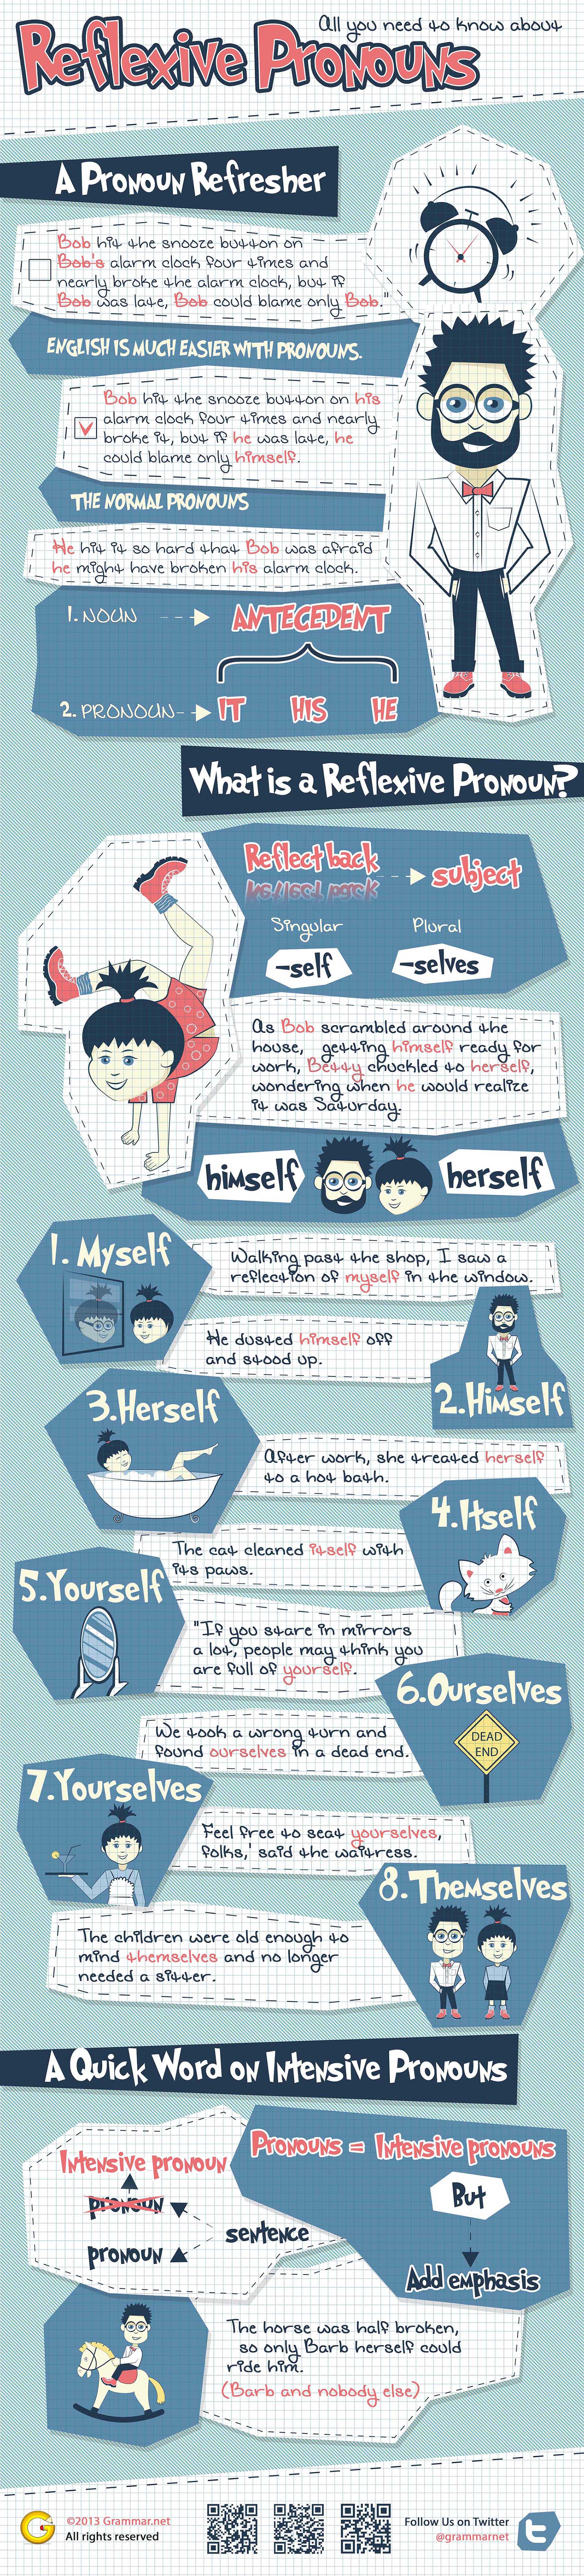 All you need to know about
Reflexive Pronouns
A Pronoun Refresher
Bob hit the snooze button on
Bob's alarm clock four times and
nearly broke the alarm clock, but if
Bob was late, Bob could blame only Bob."
ENGLISH IS MUCH EASIER WITH PRONOUNS.
Bob hit the snooze button on his
alarm clock four times and nearly
broke it, but if he was late, he
could blame only himself.
THE NORMAL PRONOUNS
He hit it so hard that Bob was afraid
he might have broken his alarm clock.
1. NOUN
ANTECEDENT
2. PRONOUN
IT HIS HE
What is a Reflexive Pronoun?
Reflect back
subject
Singular Plural
-self -selves
As Bob scrambled around the
house, getting himself ready for
work, Betty chuckled to herself,
wondering when he would realize
it was Saturday.
himself herself
1. Myself
Walking past the shop, I saw a
reflection of myself in the window.
He dusted himself off
and stood up.
2.Himself
3.Herself
After work, she treated herself
to a hot bath.
4.Itself
The cat cleaned itself with
its paws.
5.Yourself
"If you stare in mirrors
a lot, people may think you
are full of yourself.
6.Ourselves
DEAD
END
We took a wrong turn and
found ourselves in a dead end.
7.Yourselves
Feel free to seat yourselves,
folks,' said the waitress.
8.Themselves
The children were old enough to
mind themselves and no longer
needed a sitter.
A Quick Word on Intensive Pronouns
Intensive pronoun
pronoun
pronoun
sentence
Pronouns = Intensive pronouns
But
Add emphasis
The horse was half broken,
so only Barb herself could
ride him.
(Barb and nobody else)
G
©2013 Grammar.net
All rights reserved
Follow Us on Twitter
@grammarnet
t